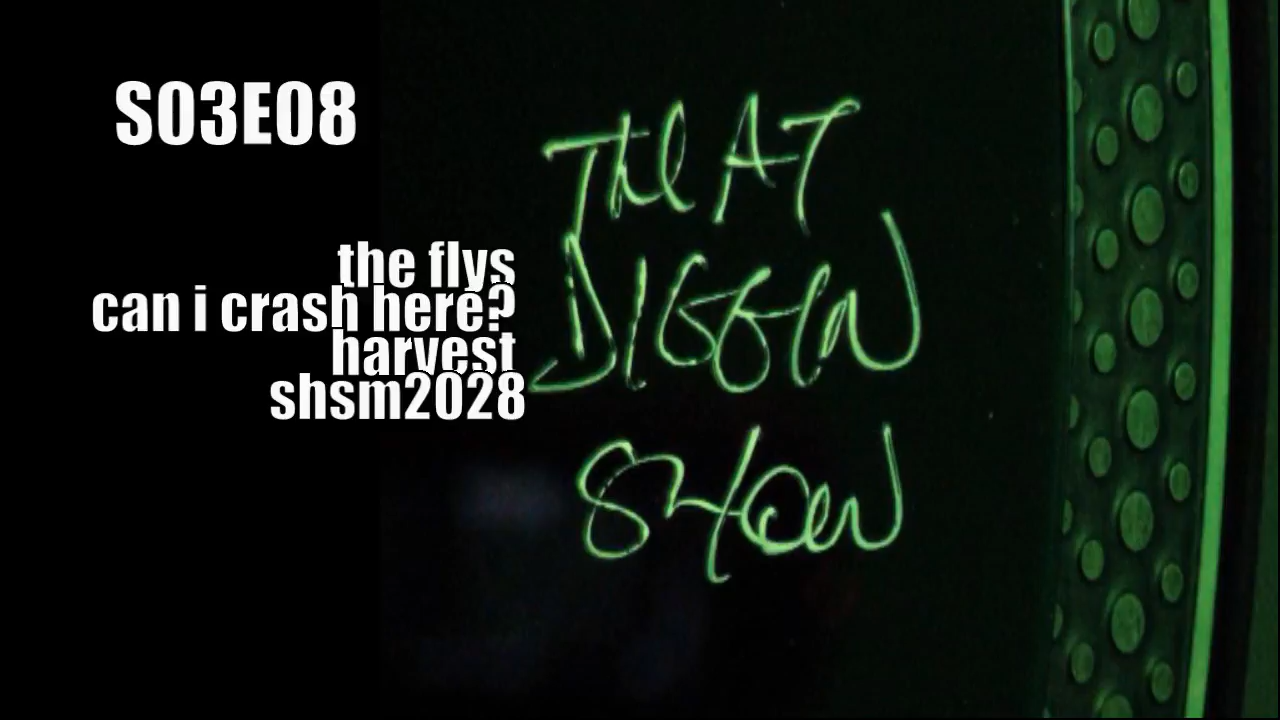 S03E08
the flys
can i crash here?
harvest
shsm2028
The AT
DIGGIN
SHOW